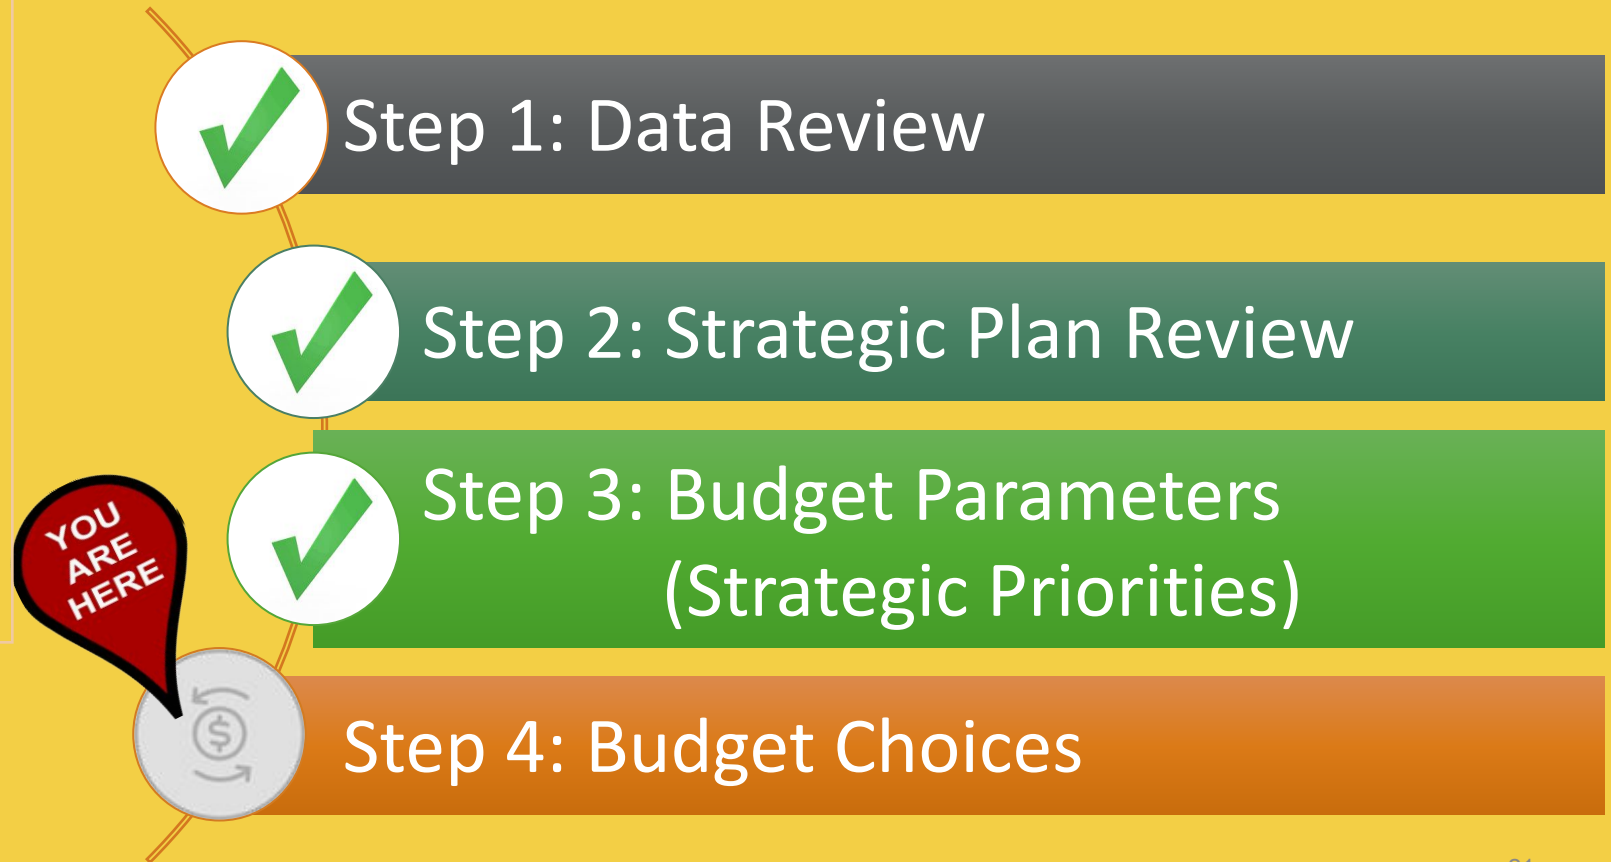 Step 1: Data Review
Step 2: Strategic Plan Review
Step 3: Budget Parameters
(Strategic Priorities)
YOU
ARE
HERE
$
Step 4: Budget Choices